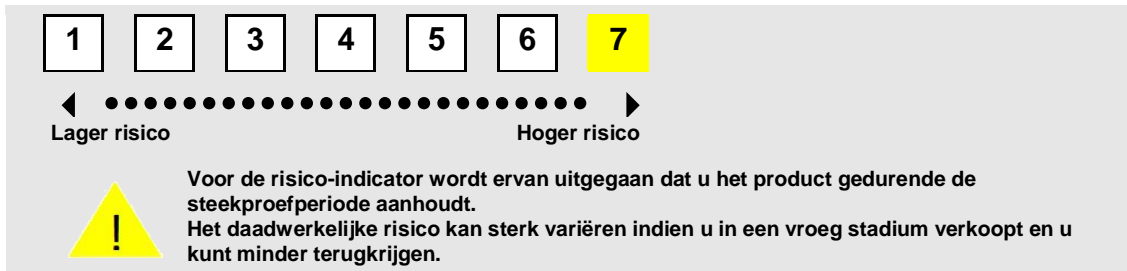 1 2 3 4 5 6 7
Lager risico Hoger risico
!
Voor de risico-indicator wordt ervan uitgegaan dat u het product gedurende de
steekproefperiode aanhoudt.
Het daadwerkelijke risico kan sterk variëren indien u in een vroeg stadium verkoopt en u
kunt minder terugkrijgen.